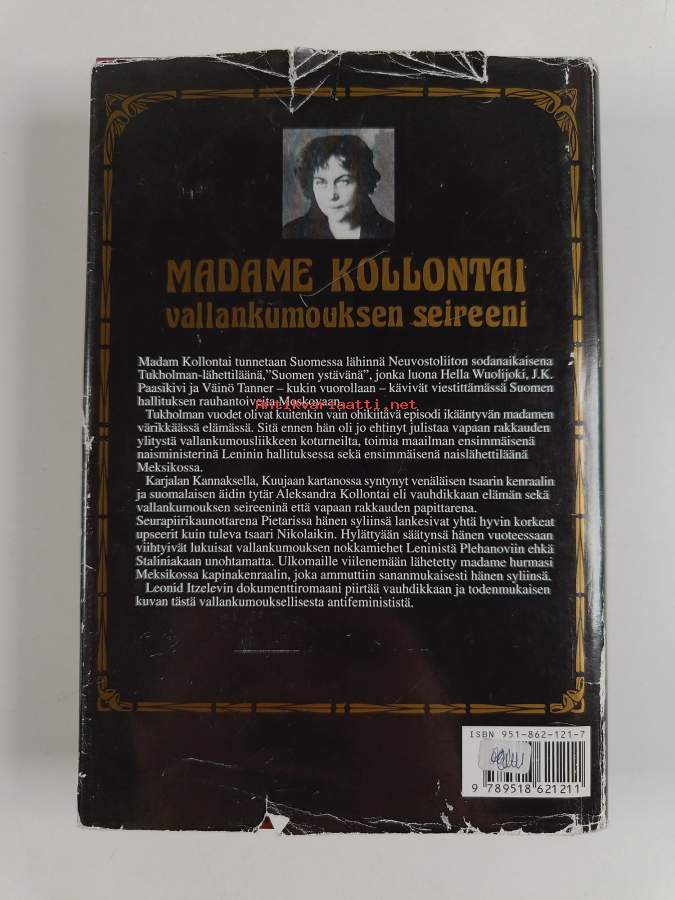 MADAME KOLLONTAI
vallankumouksen seireeni
Madam Kollontai tunnetaan Suomessa lähinnä Neuvostoliiton sodanaikaisena
Tukholman-lähettiläänä,”Suomen ystävänä”, jonka luona Hella Wuolijoki, J.K.
Paasikivi ja Väinö Tanner – kukin vuorollaan – kävivät viestittämässä Suomen
hallituksen rauhantoiveita Moskovaan.
Antikvariaatti.net
Tukholman vuodet olivat kuitenkin vain ohikiitävä episodi ikääntyvän madamen
värikkäässä elämässä. Sitä ennen hän oli jo ehtinyt julistaa vapaan rakkauden
ylitystä vallankumousliikkeen koturneilta, toimia maailman ensimmäisenä
naisministerinä Leninin hallituksessa sekä ensimmäisenä naislähettiläänä
Meksikossa.
Karjalan Kannaksella, Kuujaan kartanossa syntynyt venäläisen tsaarin kenraalin
ja suomalaisen äidin tytär Aleksandra Kollontai eli vauhdikkaan elämän sekä
vallankumouksen seireeninä että vapaan rakkauden papittarena.
Seurapiirikaunottarena Pietarissa hänen syliinsä lankesivat yhtä hyvin korkeat
upseerit kuin tuleva tsaari Nikolaikin. Hylättyään säätynsä hänen vuoteessaan
viihtyivät lukuisat vallankumouksen nokkamiehet Leninistä Plehanoviin ehkä
Staliniakaan unohtamatta. Ulkomaille viilenemään lähetetty madame hurmasi
Meksikossa kapinakenraalin, joka ammuttiin sananmukaisesti hänen syliinsä.
Leonid Itzelevin dokumenttiromaani piirtää vauhdikkaan ja todenmukaisen
kuvan tästä vallankumouksellisesta antifeminististä.
ISBN 951-862-121-7
9 789518 621211